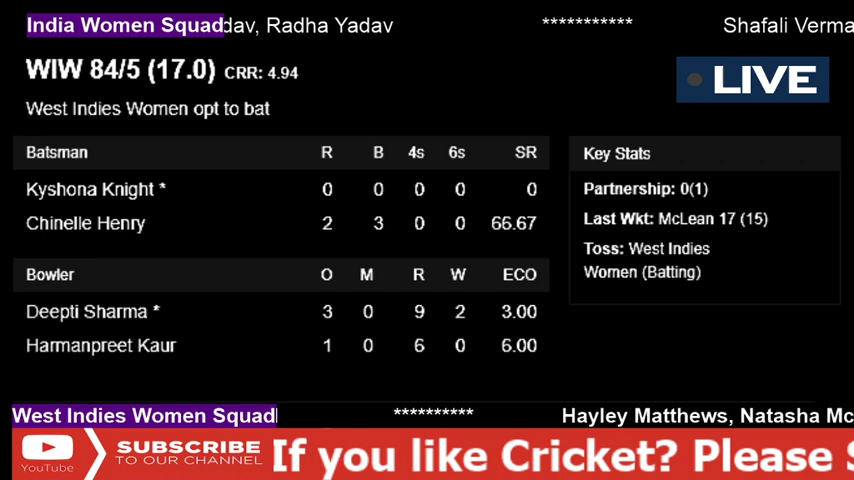 India Women Squad dav, Radha Yadav *********** Shafali Verma
WIW 84/5 (17.0) CRR: 4.94
LIVE
West Indies Women opt to bat
Batsman R B 4s 6s SR
Kyshona Knight * 0 0 0 0 0
Chinelle Henry 2 3 0 0 66.67
Bowler O M R W ECO
Deepti Sharma * 3 0 9 2 3.00
Harmanpreet Kaur 1 0 6 0 6.00
Key Stats
Partnership: 0(1)
Last Wkt: McLean 17 (15)
Toss: West Indies
Women (Batting)
West Indies Women Squad ********** Hayley Matthews, Natasha Mc
YouTube
SUBSCRIBE
TO OUR CHANNEL
If you like Cricket? Please S